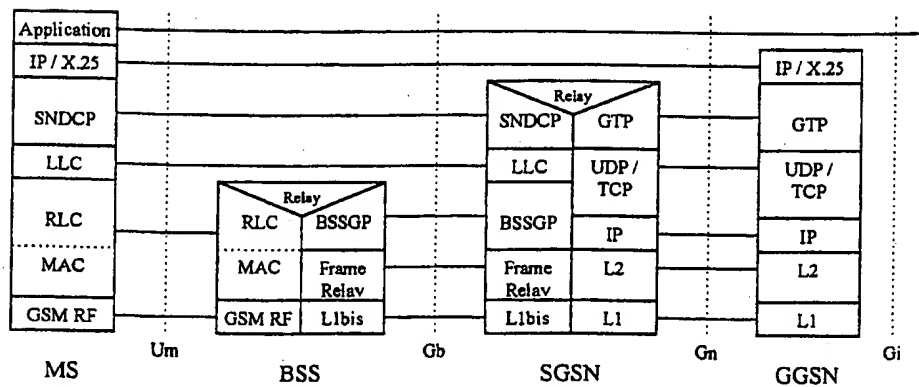 Application
IP / X.25
SNDCP
LLC
RLC
MAC
GSM RF
MS
Um
Relay
RLC
BSSGP
MAC
Frame
Relay
GSM RF
L1bis
BSS
Gb
Relay
SNDCP
GTP
LLC
UDP /
TCP
BSSGP
IP
Frame
Relay
L2
L1bis
L1
SGSN
Gn
IP / X.25
GTP
UDP /
TCP
IP
L2
L1
GGSN
Gi